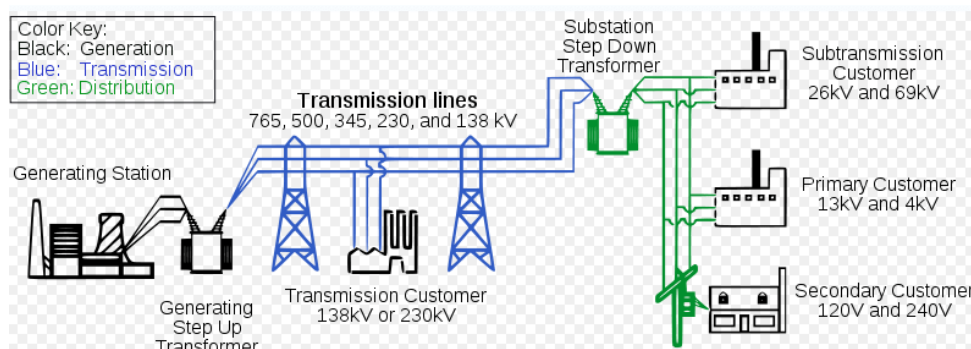 Color Key:
Black: Generation
Blue: Transmission
Green: Distribution
Substation
Step Down
Transformer
Subtransmission
Customer
26kV and 69kV
Transmission lines
765, 500, 345, 230, and 138 kV
Generating Station
Primary Customer
13kV and 4kV
Transmission Customer
138kV or 230kV
Generating
Step Up
Transformer
Secondary Customer
120V and 240V